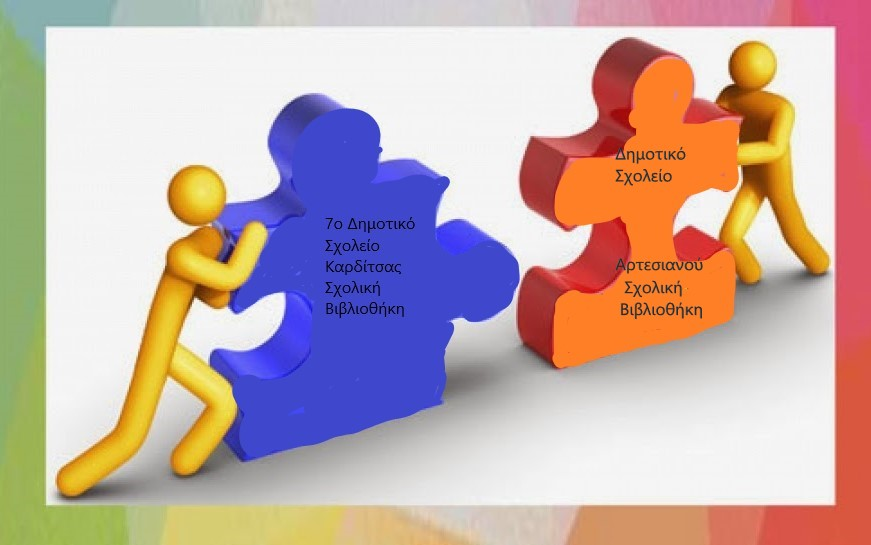 7ο Δημοτικό
Σχολείο
Καρδίτσας
Σχολική
Βιβλιοθήκη
Δημοτικό
Σχολείο
Αρτεσιανού
Σχολική
Βιβλιοθήκη